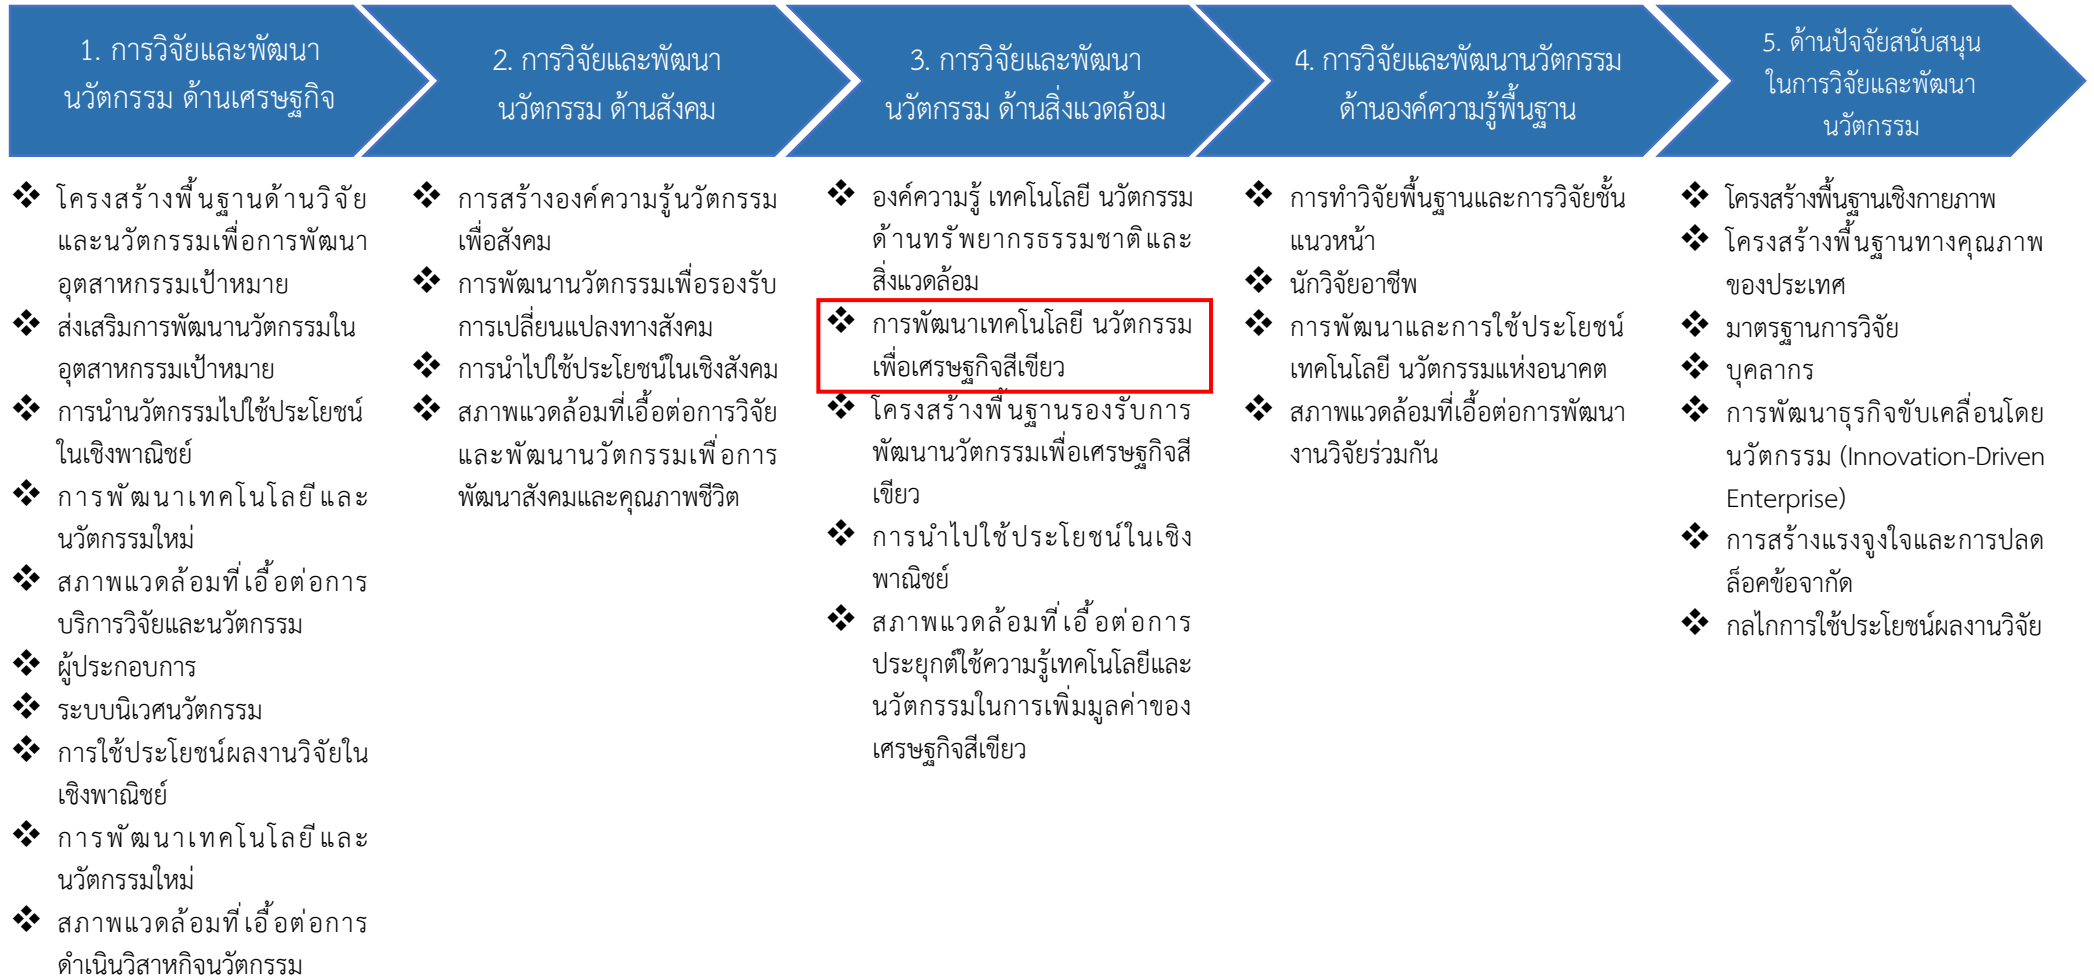 1. การวิจัยและพัฒนา
นวัตกรรม ด้านเศรษฐกิจ
2. การวิจัยและพัฒนา
นวัตกรรม ด้านสังคม
3. การวิจัยและพัฒนา
นวัตกรรม ด้านสิ่งแวดล้อม
4. การวิจัยและพัฒนานวัตกรรม
ด้านองค์ความรู้พื้นฐาน
5. ด้านปัจจัยสนับสนุน
ในการวิจัยและพัฒนา
นวัตกรรม
❖ โครงสร้างพื้นฐานด้านวิจัย
และนวัตกรรมเพื่อการพัฒนา
อุตสาหกรรมเป้าหมาย
❖ ส่งเสริมการพัฒนานวัตกรรมใน
อุตสาหกรรมเป้าหมาย
❖ การนำนวัตกรรมไปใช้ประโยชน์
ในเชิงพาณิชย์
❖ การพัฒนาเทคโนโลยีและ
นวัตกรรมใหม่
❖ สภาพแวดล้อมที่เอื้อต่อการ
บริการวิจัยและนวัตกรรม
❖ ผู้ประกอบการ
❖ ระบบนิเวศนวัตกรรม
❖ การใช้ประโยชน์ผลงานวิจัยใน
เชิงพาณิชย์
❖ การพัฒนาเทคโนโลยีและ
นวัตกรรมใหม่
❖ สภาพแวดล้อมที่เอื้อต่อการ
ดำเนินวิสาหกิจนวัตกรรม
❖ การสร้างองค์ความรู้นวัตกรรม
เพื่อสังคม
❖ การพัฒนานวัตกรรมเพื่อรองรับ
การเปลี่ยนแปลงทางสังคม
❖ การนำไปใช้ประโยชน์ในเชิงสังคม
❖ สภาพแวดล้อมที่เอื้อต่อการวิจัย
และพัฒนานวัตกรรมเพื่อการ
พัฒนาสังคมและคุณภาพชีวิต
❖ องค์ความรู้ เทคโนโลยี นวัตกรรม
ด้านทรัพยากรธรรมชาติและ
สิ่งแวดล้อม
❖ การพัฒนาเทคโนโลยี นวัตกรรม
เพื่อเศรษฐกิจสีเขียว
❖ โครงสร้างพื้นฐานรองรับการ
พัฒนานวัตกรรมเพื่อเศรษฐกิจสี
เขียว
❖ การนำไปใช้ประโยชน์ในเชิง
พาณิชย์
❖ สภาพแวดล้อมที่เอื้อต่อการ
ประยุกต์ใช้ความรู้เทคโนโลยีและ
นวัตกรรมในการเพิ่มมูลค่าของ
เศรษฐกิจสีเขียว
❖ การทำวิจัยพื้นฐานและการวิจัยชั้น
แนวหน้า
❖ นักวิจัยอาชีพ
❖ การพัฒนาและการใช้ประโยชน์
เทคโนโลยี นวัตกรรมแห่งอนาคต
❖ สภาพแวดล้อมที่เอื้อต่อการพัฒนา
งานวิจัยร่วมกัน
❖ โครงสร้างพื้นฐานเชิงกายภาพ
❖ โครงสร้างพื้นฐานทางคุณภาพ
ของประเทศ
❖ มาตรฐานการวิจัย
❖ บุคลากร
❖ การพัฒนาธุรกิจขับเคลื่อนโดย
นวัตกรรม (Innovation-Driven
Enterprise)
❖ การสร้างแรงจูงใจและการปลด
ล็อคข้อจากัด
❖ กลไกการใช้ประโยชน์ผลงานวิจัย